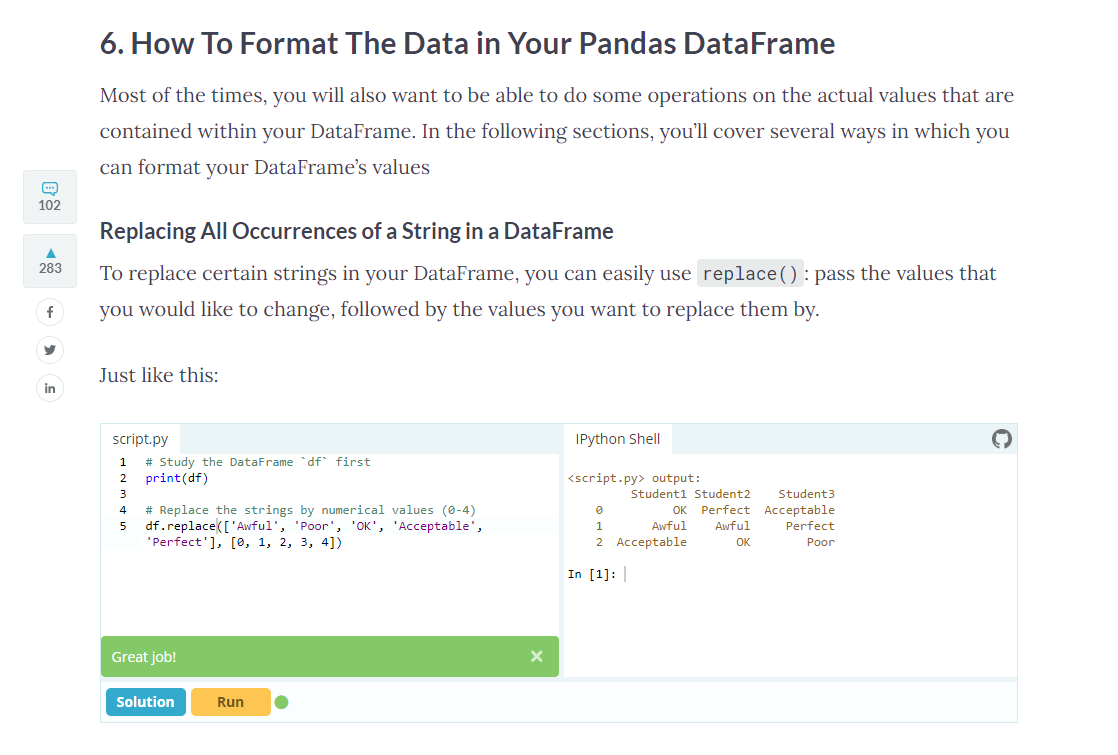 6. How To Format The Data in Your Pandas DataFrame
Most of the times, you will also want to be able to do some operations on the actual values that are
contained within your DataFrame. In the following sections, you’ll cover several ways in which you
can format your DataFrame’s values
102
283
Replacing All Occurrences of a String in a DataFrame
To replace certain strings in your DataFrame, you can easily use replace(): pass the values that
you would like to change, followed by the values you want to replace them by.
Just like this:
script.py
1 # Study the DataFrame `df` first
2 print(df)
3
4 # Replace the strings by numerical values (0-4)
5 df.replace(['Awful', 'Poor', 'OK', 'Acceptable',
'Perfect'], [0, 1, 2, 3, 4])
Great job!
Solution Run
IPython Shell
<script.py> output:
Student1 Student2 Student3
0 OK Perfect Acceptable
1 Awful Awful Perfect
2 Acceptable OK Poor
In [1]: